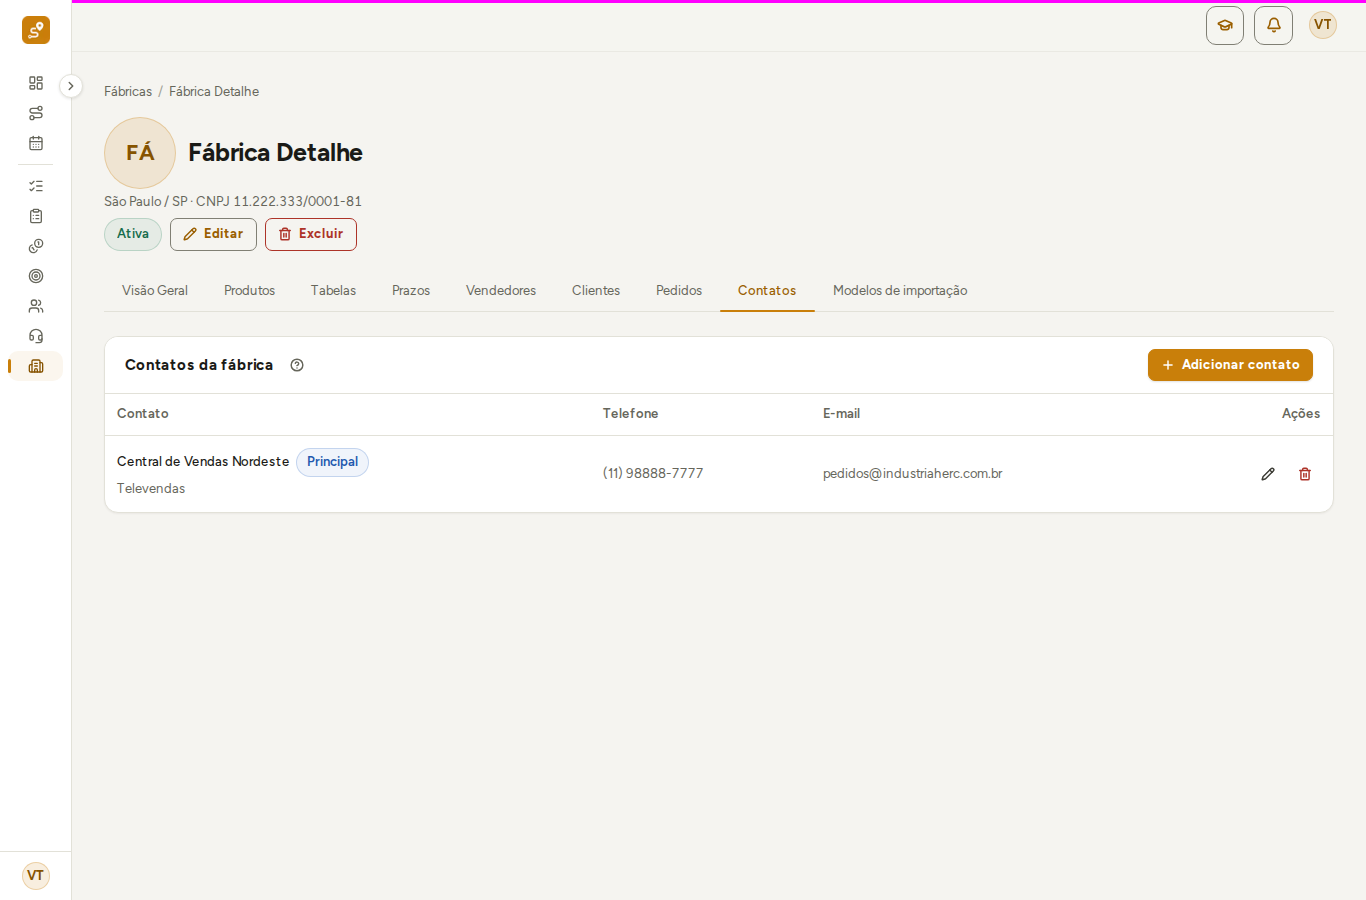 VT
Fábricas / Fábrica Detalhe
FÁ
Fábrica Detalhe
São Paulo / SP · CNPJ 11.222.333/0001-81
Ativa
Editar
Excluir
Visão Geral
Produtos
Tabelas
Prazos
Vendedores
Clientes
Pedidos
Contatos
Modelos de importação
Contatos da fábrica
Adicionar contato
Contato
Telefone
E-mail
Ações
Central de Vendas Nordeste
Principal
Televendas
(11) 98888-7777
pedidos@industriaherc.com.br
VT